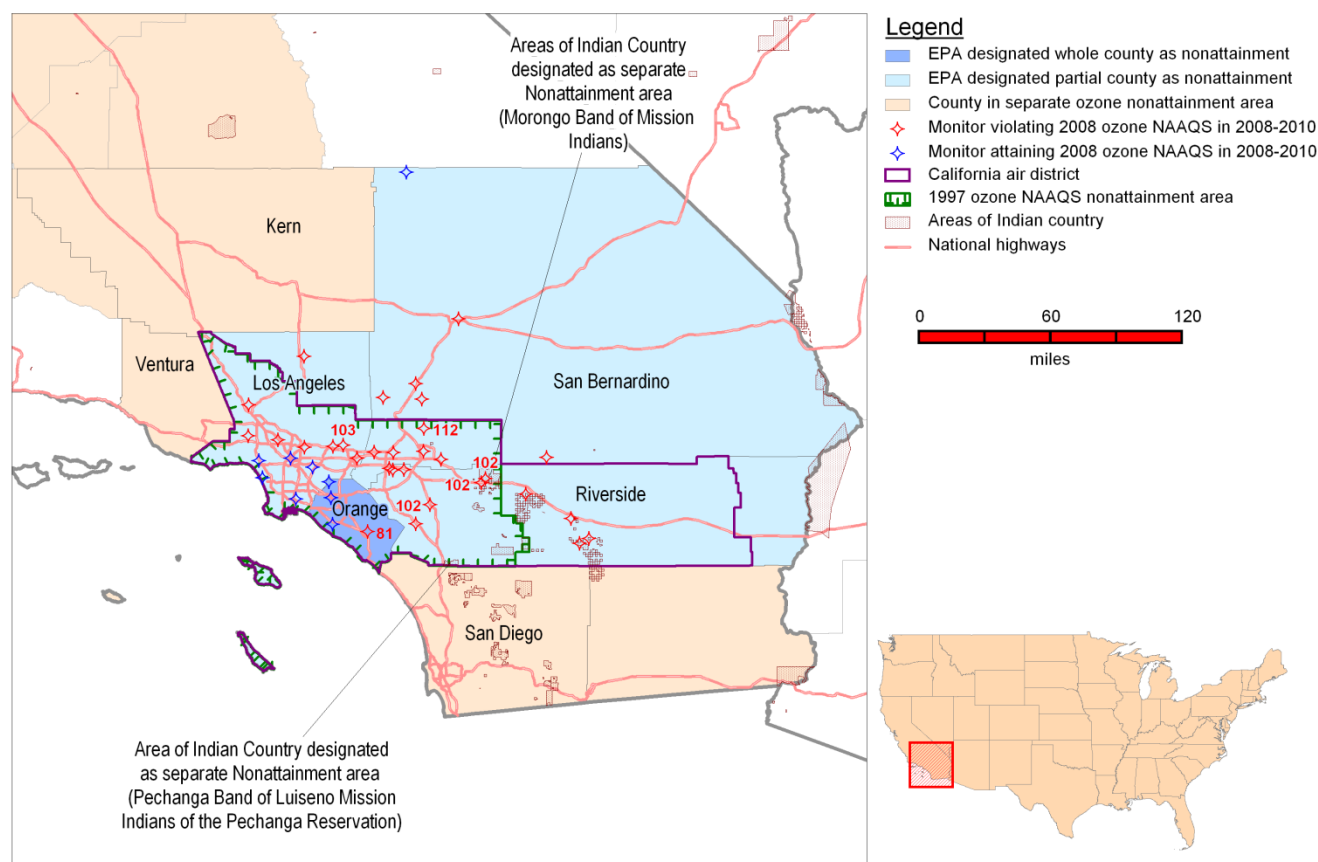 Areas of Indian Country
designated as separate
Nonattainment area
(Morongo Band of Mission
Indians)
Kern
Ventura
Los Angeles
San Bernardino
103
112
102
102
Riverside
102
Orange
81
San Diego
Area of Indian Country designated
as separate Nonattainment area
(Pechanga Band of Luiseno Mission
Indians of the Pechanga Reservation)
Legend
EPA designated whole county as nonattainment
EPA designated partial county as nonattainment
County in separate ozone nonattainment area
Monitor violating 2008 ozone NAAQS in 2008-2010
Monitor attaining 2008 ozone NAAQS in 2008-2010
California air district
1997 ozone NAAQS nonattainment area
Areas of Indian country
National highways
0 60 120
miles